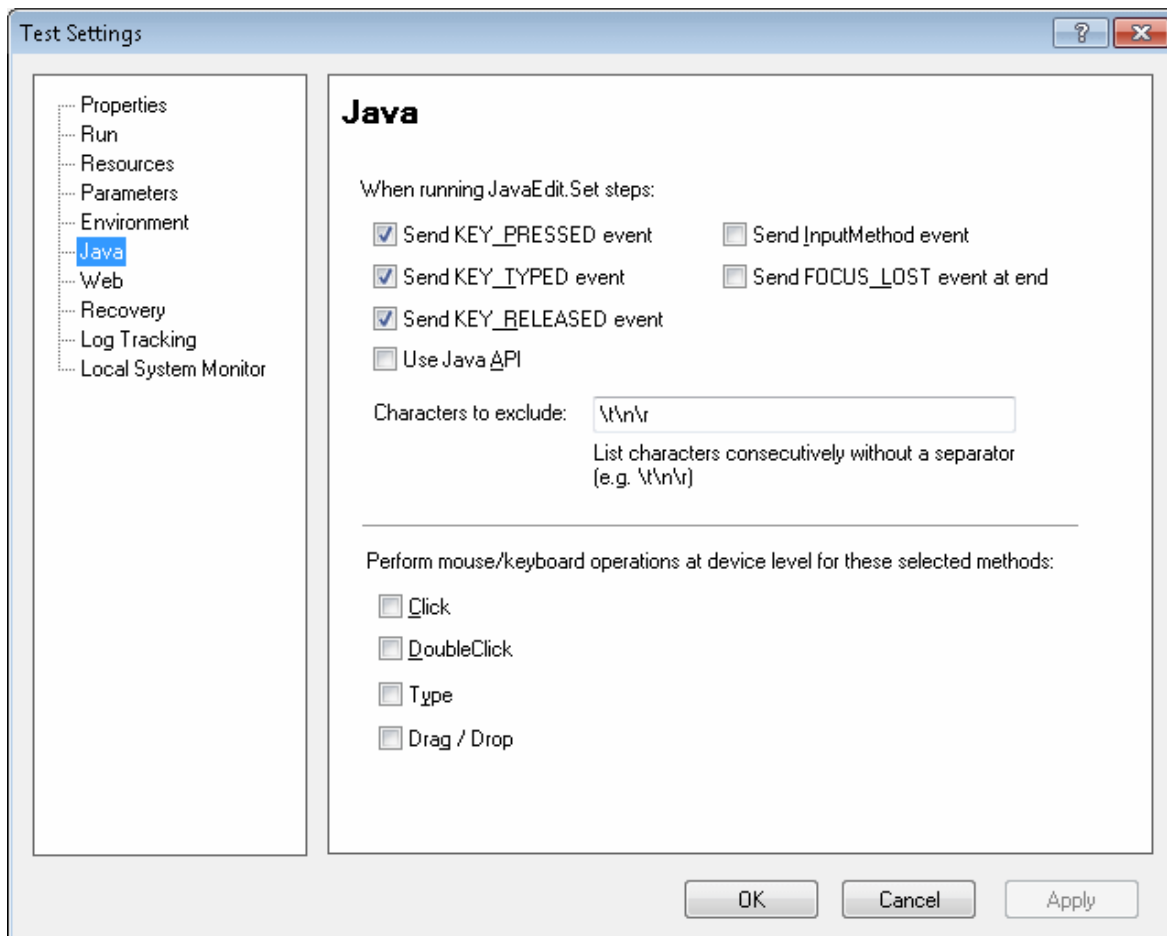 Test Settings
?
Properties
Run
Resources
Parameters
Environment
Java
Web
Recovery
Log Tracking
Local System Monitor
Java
When running JavaEdit.Set steps:
Send KEY_PRESSED event
Send InputMethod event
Send KEY_TYPED event
Send FOCUS_LOST event at end
Send KEY_RELEASED event
Use Java API
Characters to exclude:
\t\n\r
List characters consecutively without a separator
(e.g. \t\n\r)
Perform mouse/keyboard operations at device level for these selected methods:
Click
DoubleClick
Type
Drag / Drop
OK
Cancel
Apply